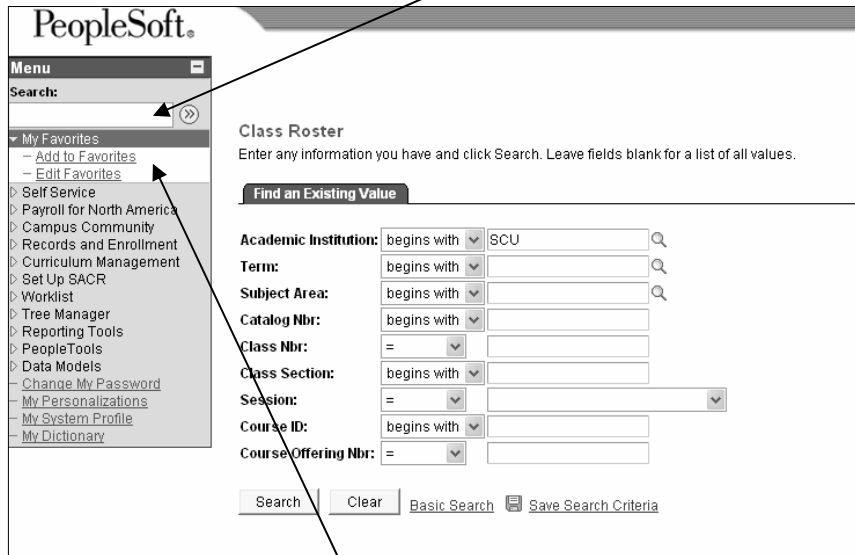 PeopleSoft®
Menu
Search:
My Favorites
Add to Favorites
Edit Favorites
Self Service
Payroll for North America
Campus Community
Records and Enrollment
Curriculum Management
Set Up SACR
Worklist
Tree Manager
Reporting Tools
PeopleTools
Data Models
Change My Password
My Personalizations
My System Profile
My Dictionary
Class Roster
Enter any information you have and click Search. Leave fields blank for a list of all values.
Find an Existing Value
Academic Institution: begins with SCU
Term: begins with
Subject Area: begins with
Catalog Nbr: begins with
Class Nbr: =
Class Section: begins with
Session: =
Course ID: begins with
Course Offering Nbr: =
Search Clear Basic Search Save Search Criteria